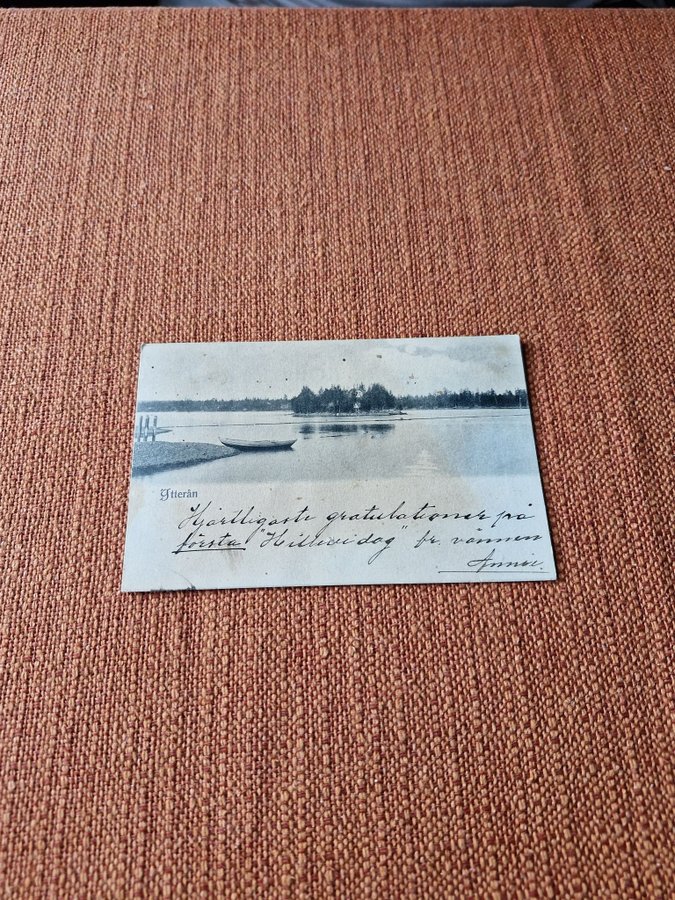 Ytterån
Hjärtligaste gratulationer på
första "Hillevidag" fr. vännen
Annie.